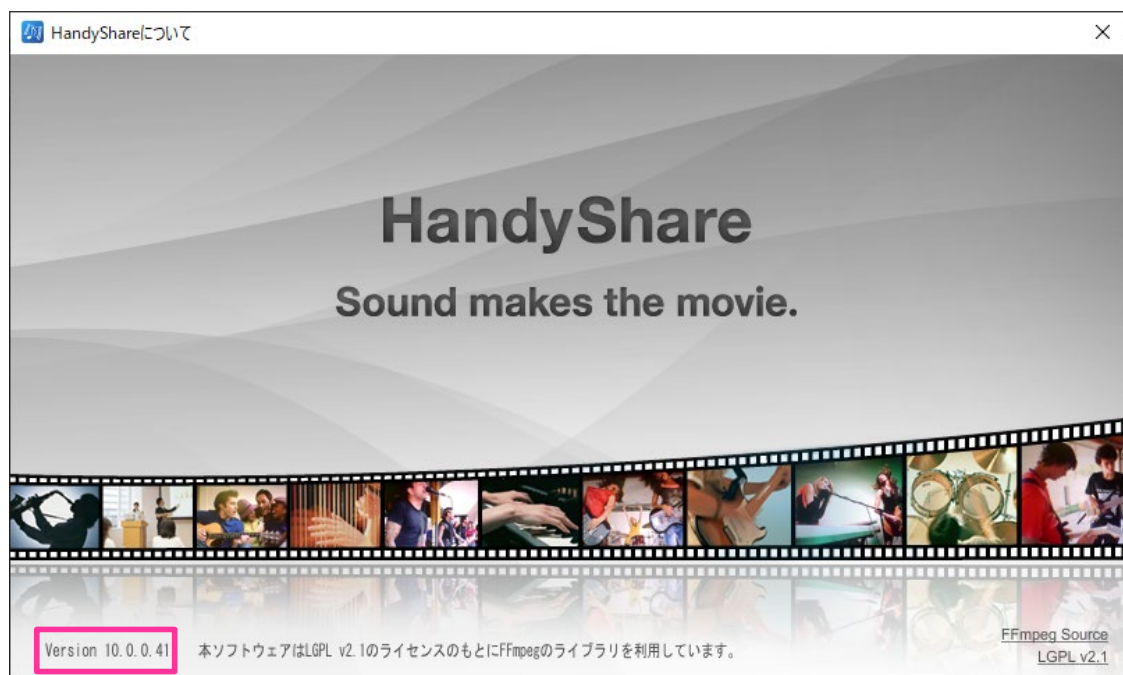 HandyShareについて
HandyShare
Sound makes the movie.
FFmpeg Source
Version 10.0.0.41 本ソフトウェアはLGPL v2.1のライセンスのもとにFFmpegのライブラリを利用しています。
LGPL v2.1